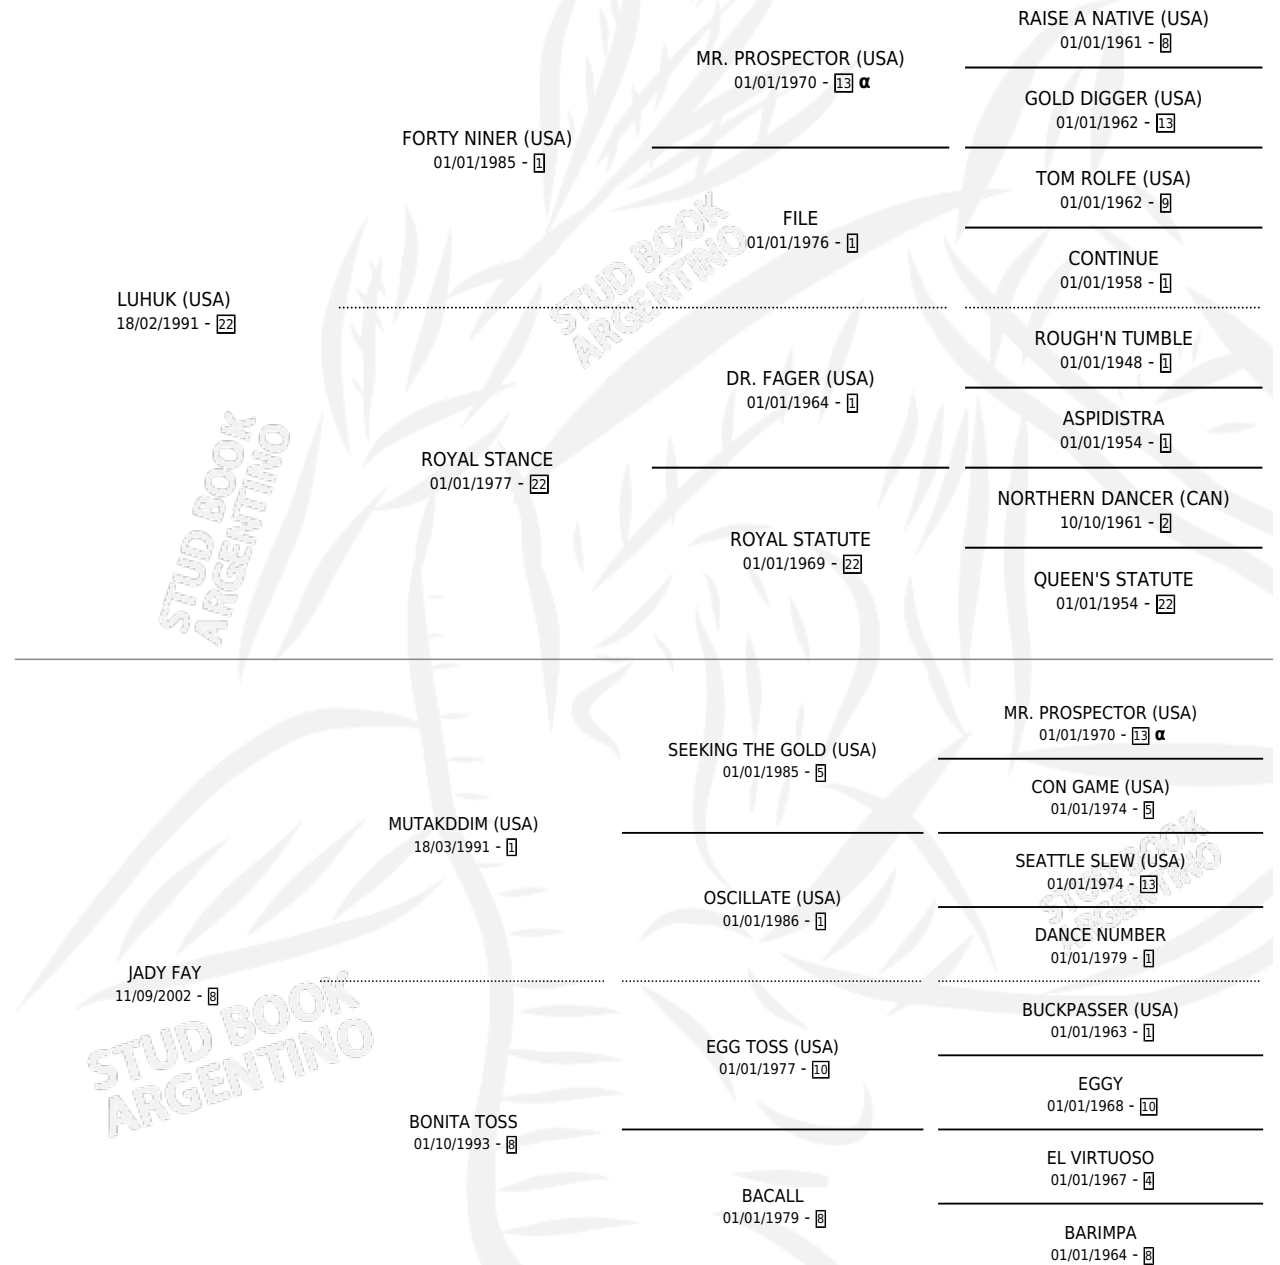 RAISE A NATIVE (USA)
01/01/1961 - 8
MR. PROSPECTOR (USA)
01/01/1970 - 13 α
GOLD DIGGER (USA)
01/01/1962 - 13
FORTY NINER (USA)
01/01/1985 - 1
TOM ROLFE (USA)
01/01/1962 - 9
FILE
01/01/1976 - 1
CONTINUE
01/01/1958 - 1
LUHUK (USA)
18/02/1991 - 22
STUD BOOK
ARGENTINO
ROUGH'N TUMBLE
01/01/1948 - 1
DR. FAGER (USA)
01/01/1964 - 1
ASPIDISTRA
01/01/1954 - 1
ROYAL STANCE
01/01/1977 - 22
NORTHERN DANCER (CAN)
10/10/1961 - 2
ROYAL STATUTE
01/01/1969 - 22
QUEEN'S STATUTE
01/01/1954 - 22
STUD BOOK
ARGENTINO
MR. PROSPECTOR (USA)
01/01/1970 - 13 α
SEEKING THE GOLD (USA)
01/01/1985 - 5
CON GAME (USA)
01/01/1974 - 5
MUTAKDDIM (USA)
18/03/1991 - 1
SEATTLE SLEW (USA)
01/01/1974 - 13
STUD BOOK
ARGENTINO
OSCILLATE (USA)
01/01/1986 - 1
DANCE NUMBER
01/01/1979 - 1
JADY FAY
11/09/2002 - 8
STUD BOOK
ARGENTINO
BUCKPASSER (USA)
01/01/1963 - 1
EGG TOSS (USA)
01/01/1977 - 10
EGGY
01/01/1968 - 10
BONITA TOSS
01/10/1993 - 8
EL VIRTUOSO
01/01/1967 - 4
BACALL
01/01/1979 - 8
BARIMPA
01/01/1964 - 8